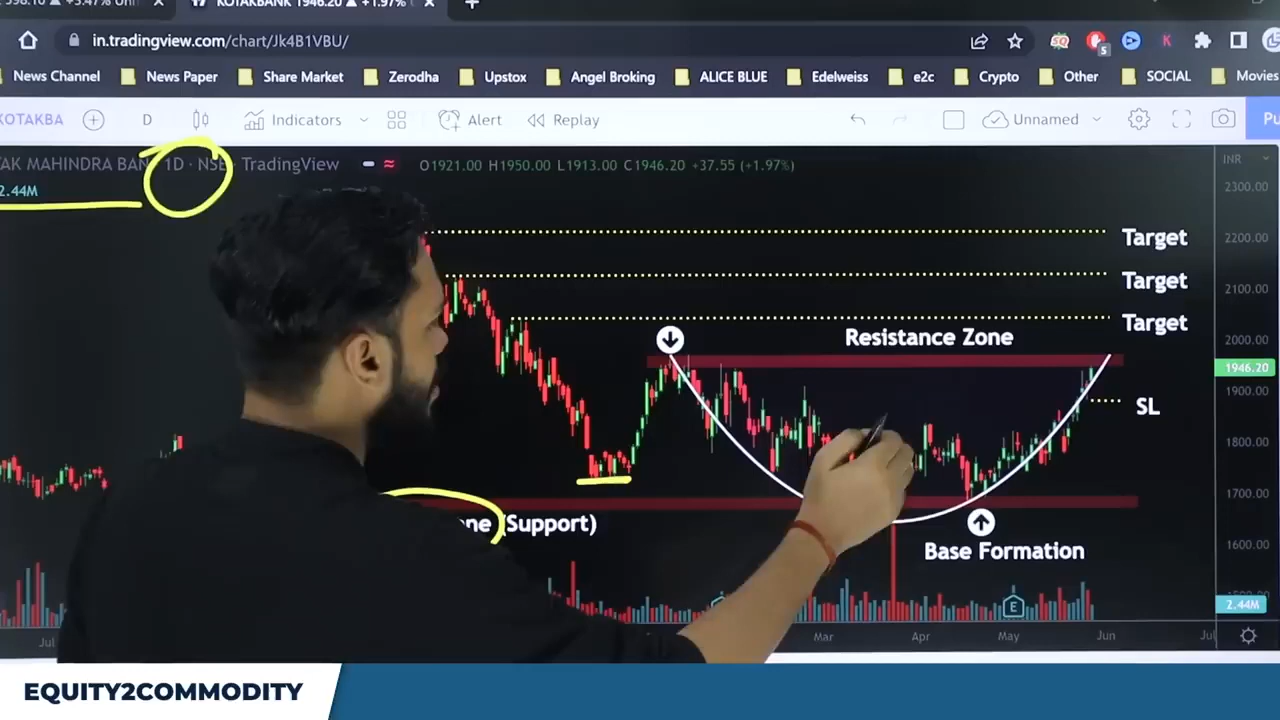 KOTAKBANK 1946.20 ▲ +1.97%
in.tradingview.com/chart/Jk4B1VBU/
News Channel News Paper Share Market Zerodha Upstox Angel Broking ALICE BLUE Edelweiss e2c Crypto Other SOCIAL Movies
KOTAKBA D Indicators Alert Replay Unnamed Pu
TAK MAHINDRA BAN 1D · NSE TradingView O1921.00 H1950.00 L1913.00 C1946.20 +37.55 (+1.97%) INR
2.44M
2300.00
Target 2200.00
Target 2100.00
Target
Resistance Zone 2000.00
1946.20
1900.00
SL
1800.00
1700.00
ne (Support)
Base Formation 1600.00
E 2.44M
Jul Mar Apr May Jun Jul
EQUITY2COMMODITY